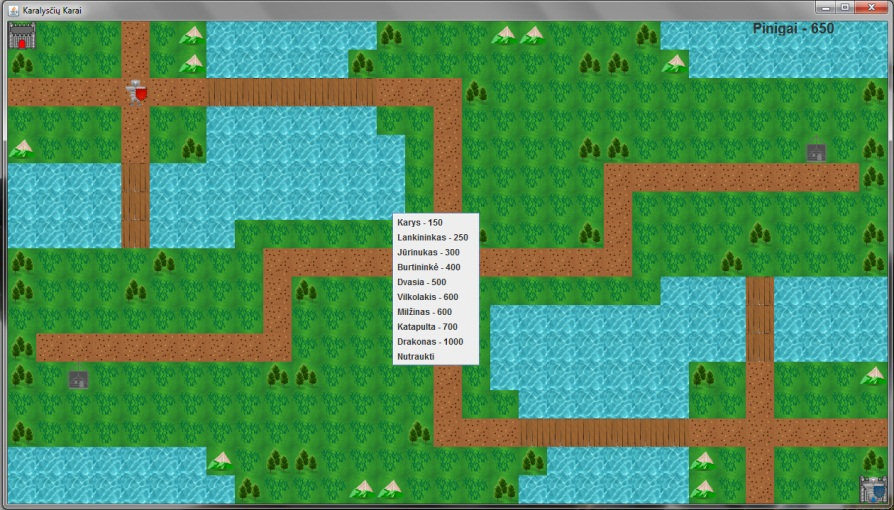 Karalysčių Karai
Pinigai - 650
Karys - 150
Lankininkas - 250
Jūrinukas - 300
Burtininkė - 400
Dvasia - 500
Vilkolakis - 600
Milžinas - 600
Katapulta - 700
Drakonas - 1000
Nutraukti